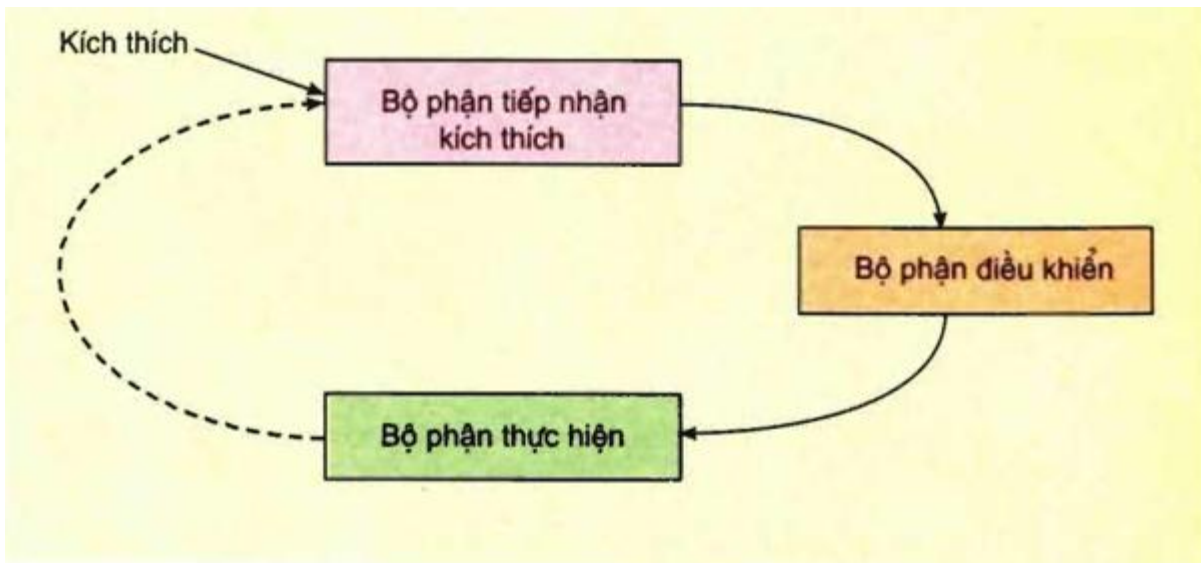 Kích thích
Bộ phận tiếp nhận
kích thích
Bộ phận điều khiển
Bộ phận thực hiện